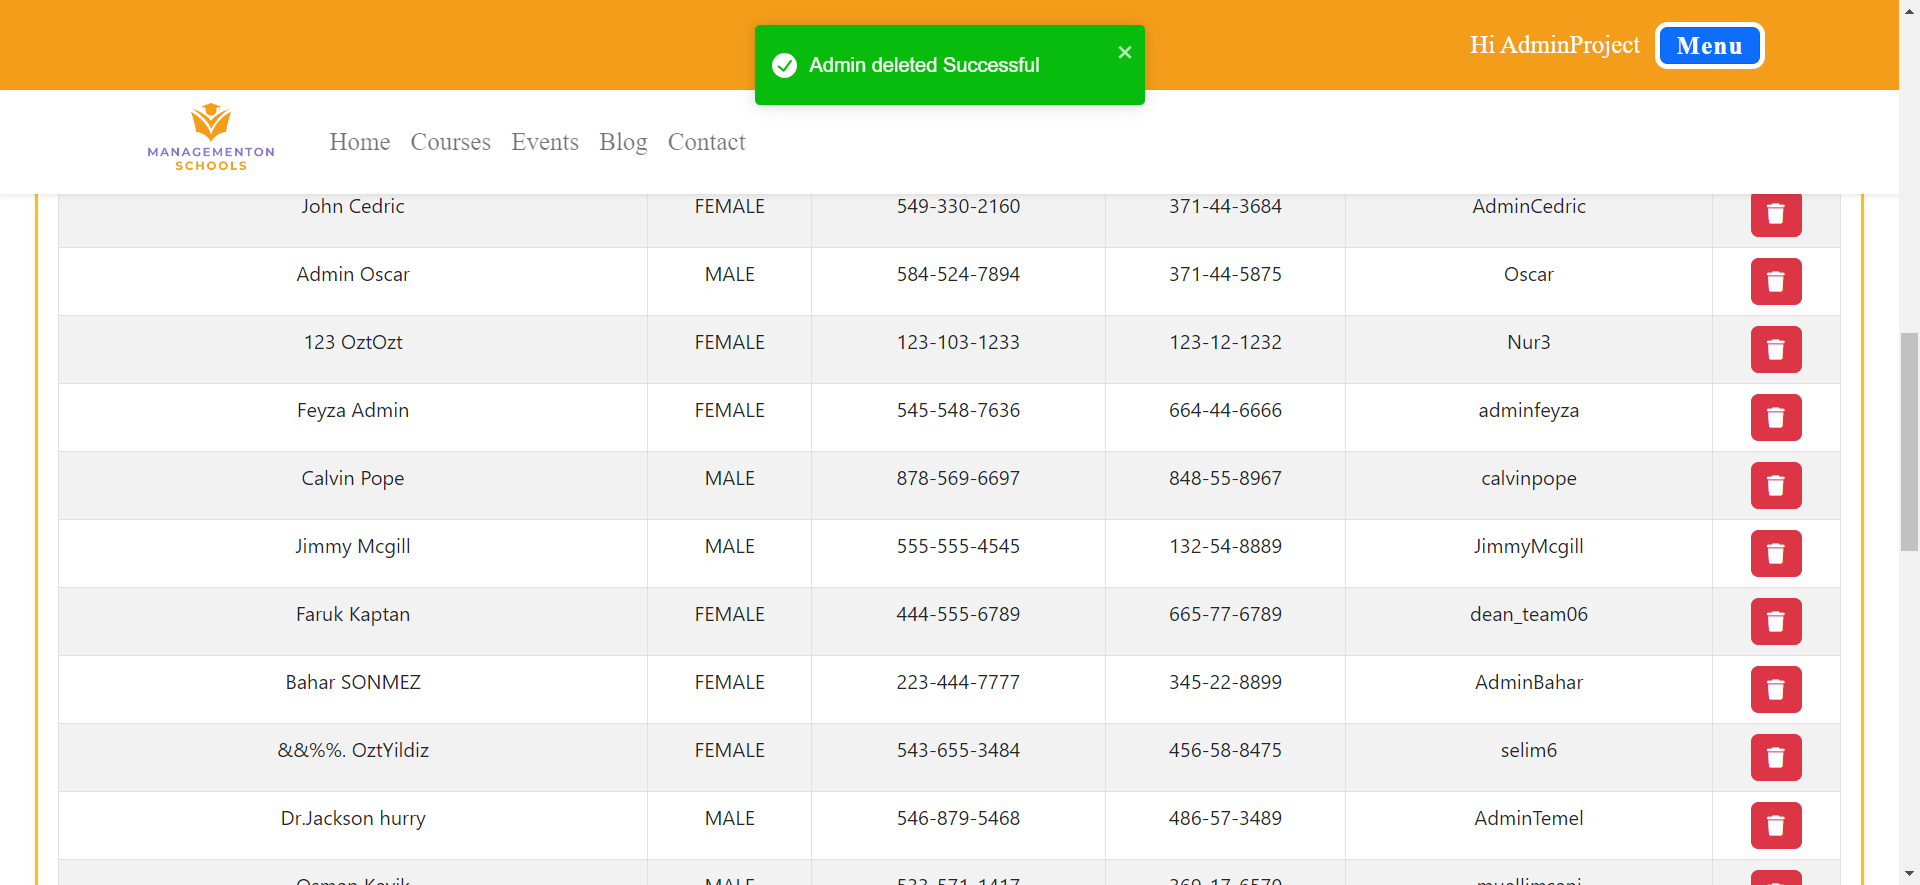 Admin deleted Successful
Hi AdminProject Menu
MANAGEMENTON
SCHOOLS
Home Courses Events Blog Contact
John Cedric FEMALE 549-330-2160 371-44-3684 AdminCedric
Admin Oscar MALE 584-524-7894 371-44-5875 Oscar
123 OztOzt FEMALE 123-103-1233 123-12-1232 Nur3
Feyza Admin FEMALE 545-548-7636 664-44-6666 adminfeyza
Calvin Pope MALE 878-569-6697 848-55-8967 calvinpope
Jimmy Mcgill MALE 555-555-4545 132-54-8889 JimmyMcgill
Faruk Kaptan FEMALE 444-555-6789 665-77-6789 dean_team06
Bahar SONMEZ FEMALE 223-444-7777 345-22-8899 AdminBahar
&&%%. OztYildiz FEMALE 543-655-3484 456-58-8475 selim6
Dr.Jackson hurry MALE 546-879-5468 486-57-3489 AdminTemel
MALE